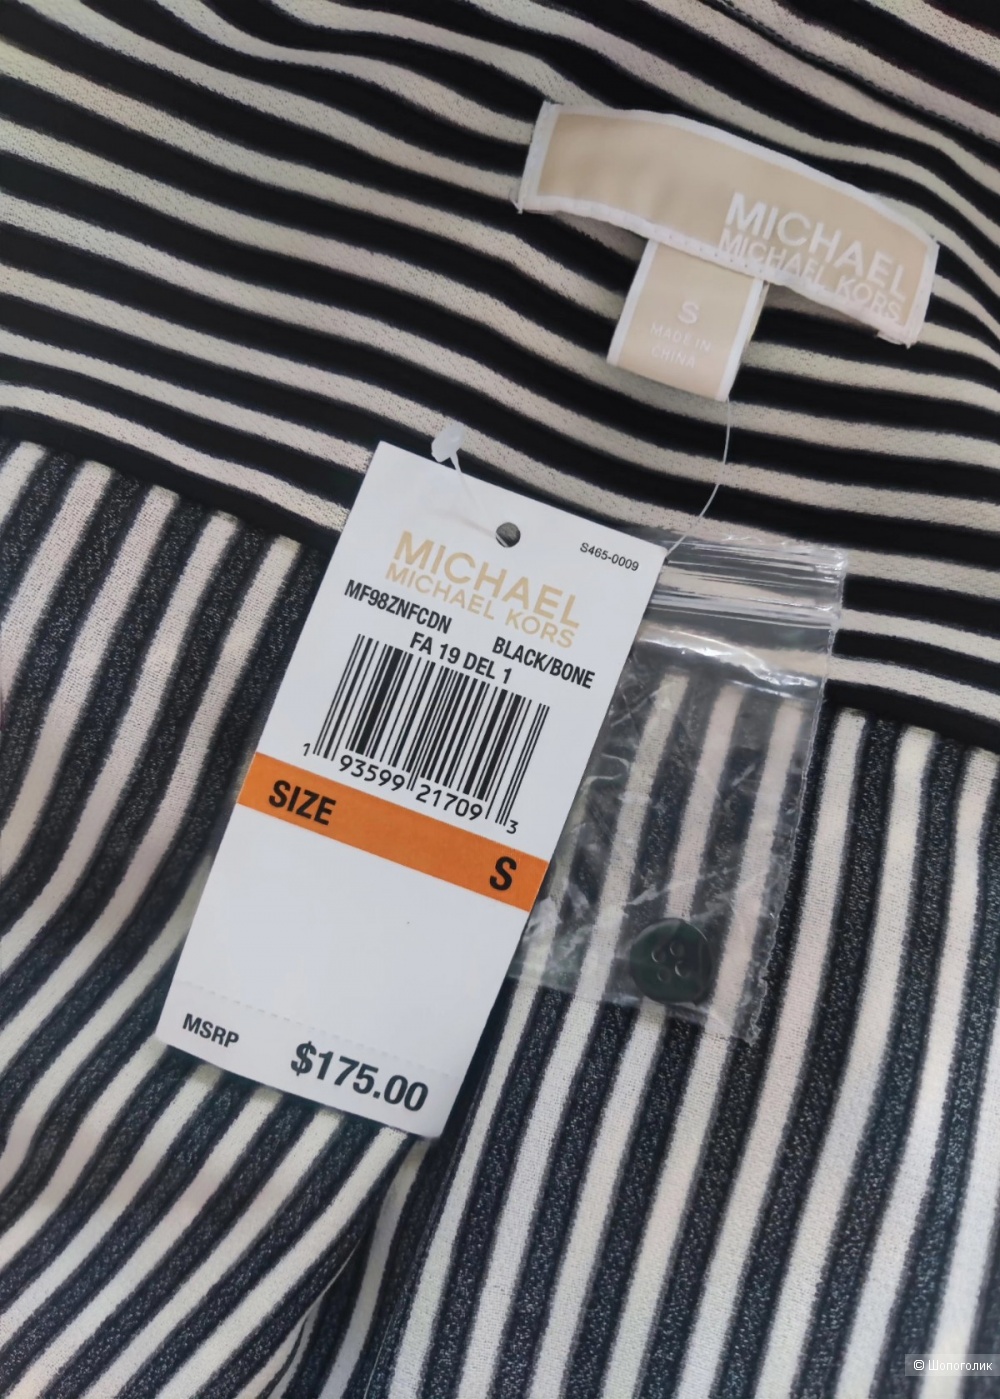 MICHAEL
MICHAEL KORS
S
MADE IN
CHINA
S465-0009
MICHAEL
MICHAEL KORS
MF98ZNFCDN BLACK/BONE
FA 19 DEL 1
1 93599 21709 3
SIZE
S
MSRP $175.00
© Шопоголик